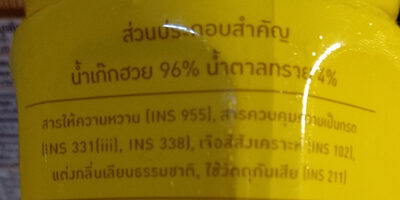 ส่วนประกอบสำคัญ
น้ำเก๊กฮวย 96% น้ำตาลทราย 4%
สารให้ความหวาน (INS 955), สารควบคุมความเป็นกรด
(INS 331(iii), INS 338), เจือสีสังเคราะห์ (INS 102),
แต่งกลิ่นเลียนธรรมชาติ, ใช้วัตถุกันเสีย (INS 211)